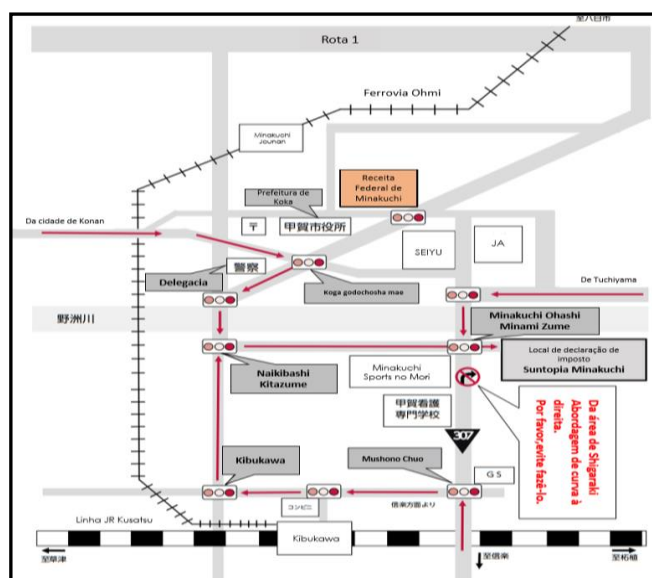 至八日市
Rota 1
Ferrovia Ohmi
Minakuchi
Jounan
Receita
Federal de
Minakuchi
Prefeitura de
Koka
Da cidade de Konan
〒
甲賀市役所
SEIYU
JA
警察
Delegacia
Koga godochosha mae
De Tuchiyama
野洲川
Minakuchi Ohashi
Minami Zume
Naikibashi
Kitazume
Minakuchi
Sports no Mori
Local de declaração de
imposto
Suntopia Minakuchi
甲賀看護
専門学校
307
Da área de Shigaraki
Abordagem de curva à
direita.
Por favor,evite fazê-lo.
Kibukawa
Mushono Chuo
GS
コンビニ
信楽方面より
Linha JR Kusatsu
Kibukawa
至草津
至信楽
至柘植